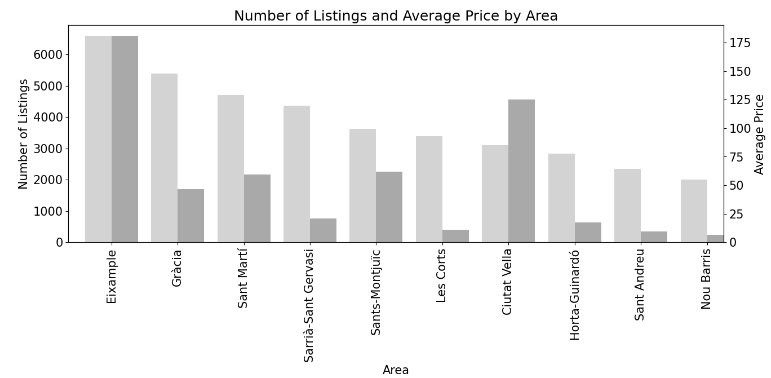 Number of Listings and Average Price by Area
Number of Listings
6000
5000
4000
3000
2000
1000
0
175
150
125
100
75
50
25
0
Average Price
Eixample
Gràcia
Sant Martí
Sarrià-Sant Gervasi
Sants-Montjuïc
Les Corts
Ciutat Vella
Horta-Guinardó
Sant Andreu
Nou Barris
Area